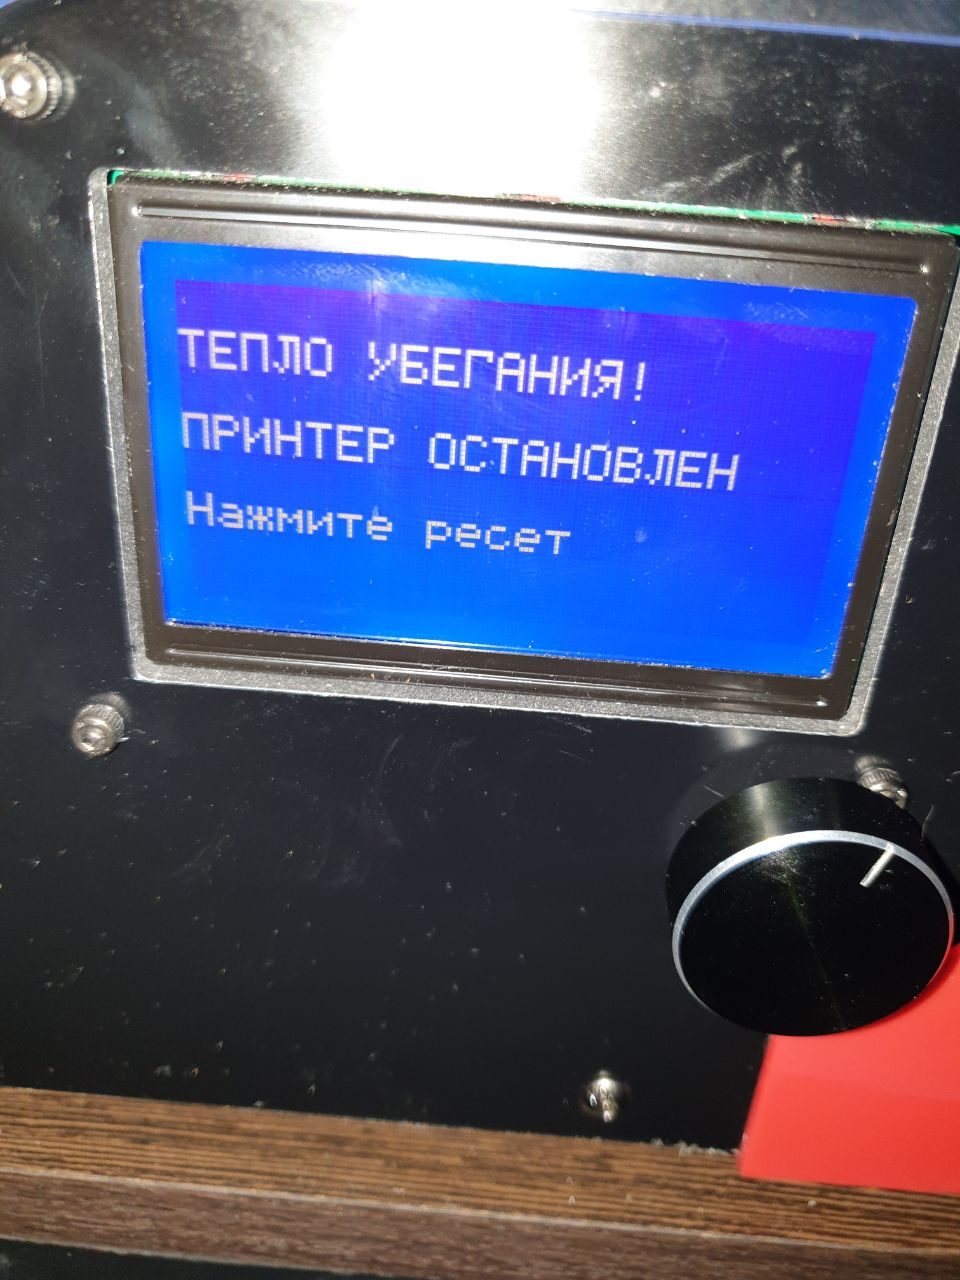 ТЕПЛО УБЕГАНИЯ!
ПРИНТЕР ОСТАНОВЛЕН
Нажмите ресет